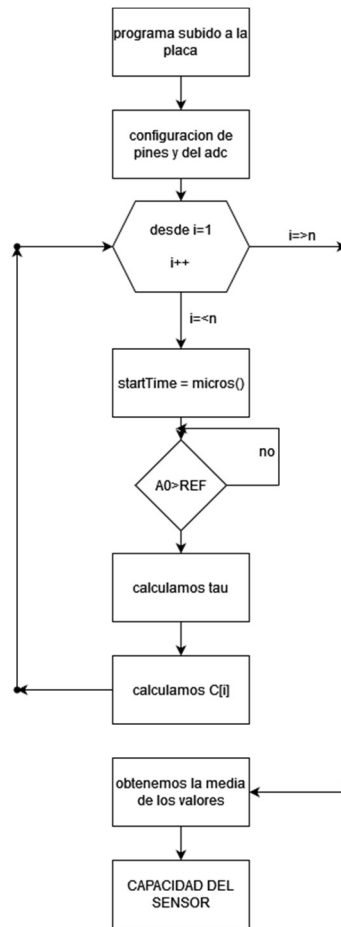 programa subido a la
placa
configuracion de
pines y del adc
desde i=1
i++
i=>n
i=<n
startTime = micros()
no
A0>REF
calculamos tau
calculamos C[i]
obtenemos la media
de los valores
CAPACIDAD DEL
SENSOR